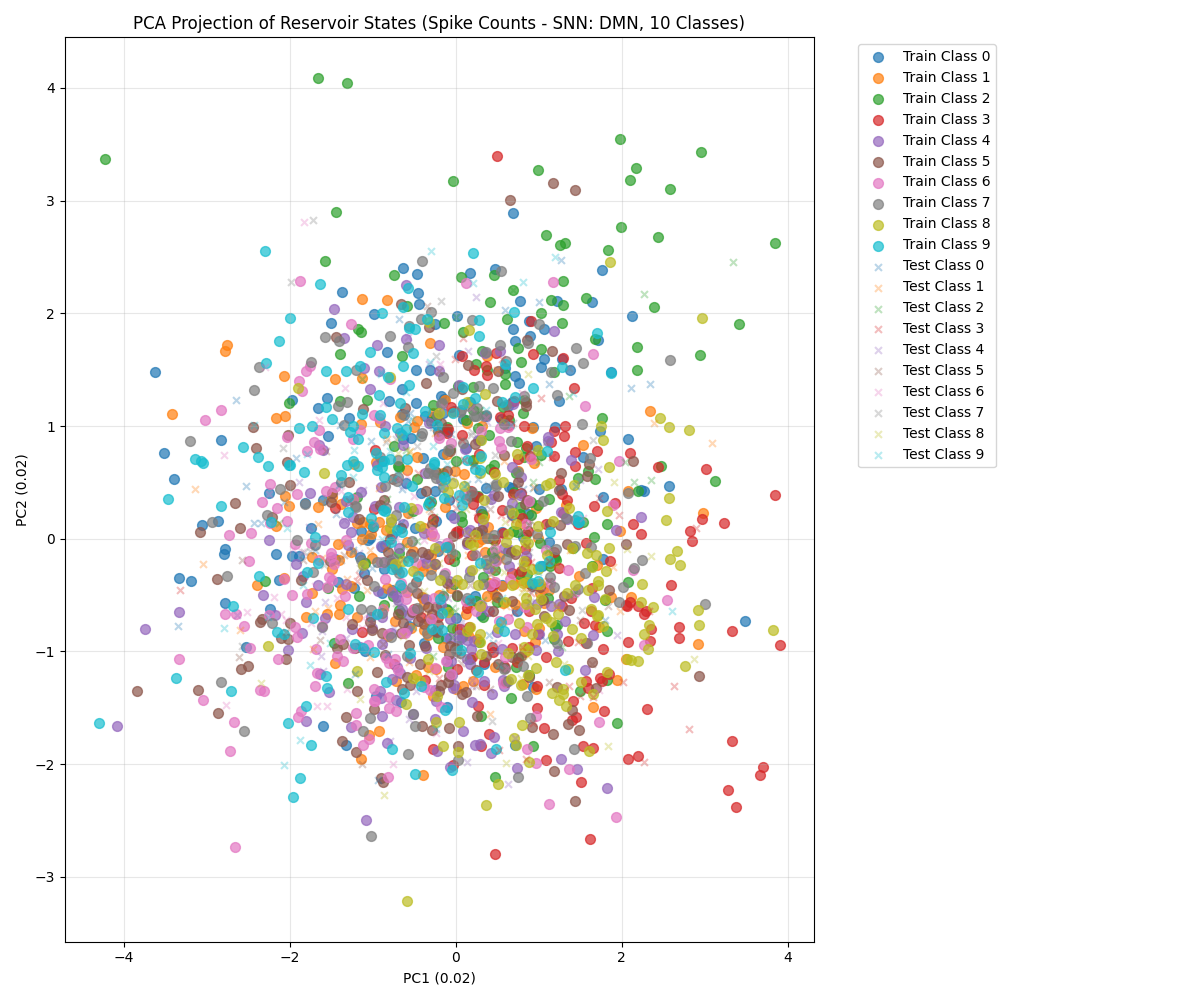 PCA Projection of Reservoir States (Spike Counts - SNN: DMN, 10 Classes)
PC2 (0.02)
4
3
2
1
0
−1
−2
−3
−4
−2
0
2
4
PC1 (0.02)
Train Class 0
Train Class 1
Train Class 2
Train Class 3
Train Class 4
Train Class 5
Train Class 6
Train Class 7
Train Class 8
Train Class 9
Test Class 0
Test Class 1
Test Class 2
Test Class 3
Test Class 4
Test Class 5
Test Class 6
Test Class 7
Test Class 8
Test Class 9